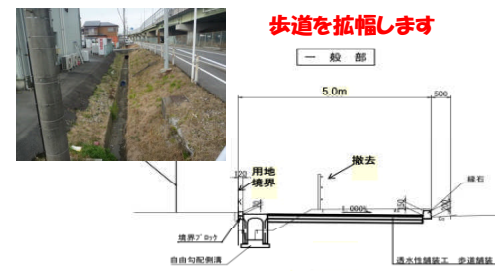 歩道を拡幅します
一般部
5.0m
500
120
用地
境界
撤去
縁石
1.000%
境界ブロック
自由勾配側溝
透水性舗装工 歩道舗装